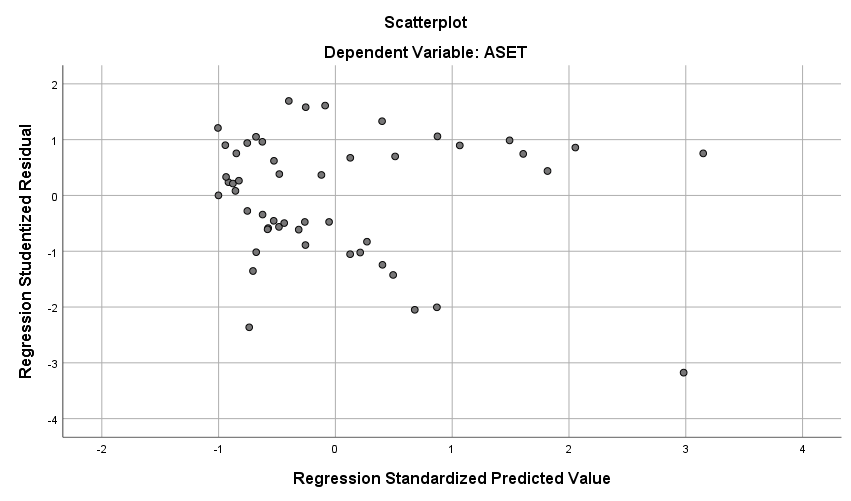 Scatterplot
Dependent Variable: ASET
Regression Studentized Residual
2
1
0
-1
-2
-3
-4
-2 -1 0 1 2 3 4
Regression Standardized Predicted Value